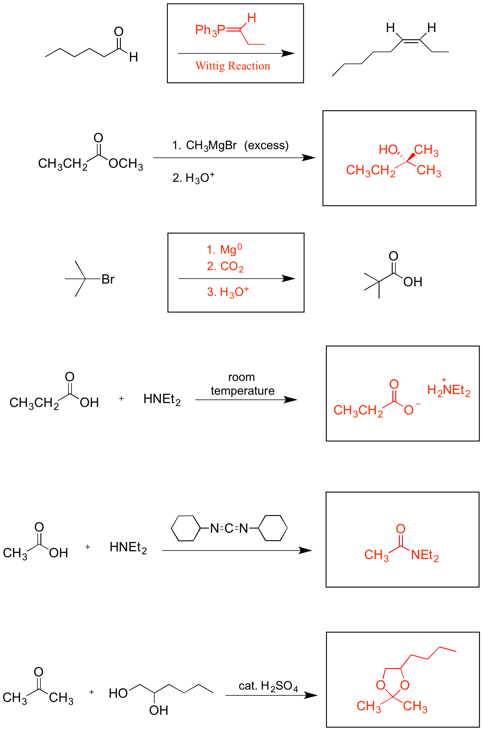 O
H
Ph₃P
H
Wittig Reaction
H H
O
CH₃CH₂ OCH₃
1. CH₃MgBr (excess)
2. H₃O⁺
HO CH₃
CH₃CH₂ CH₃
Br
1. Mg⁰
2. CO₂
3. H₃O⁺
O
OH
O
CH₃CH₂ OH
+
HNEt₂
room
temperature
O
CH₃CH₂ O⁻
+
H₂NEt₂
O
CH₃ OH
+
HNEt₂
N=C=N
O
CH₃ NEt₂
O
CH₃ CH₃
+
HO
OH
cat. H₂SO₄
O O
CH₃ CH₃